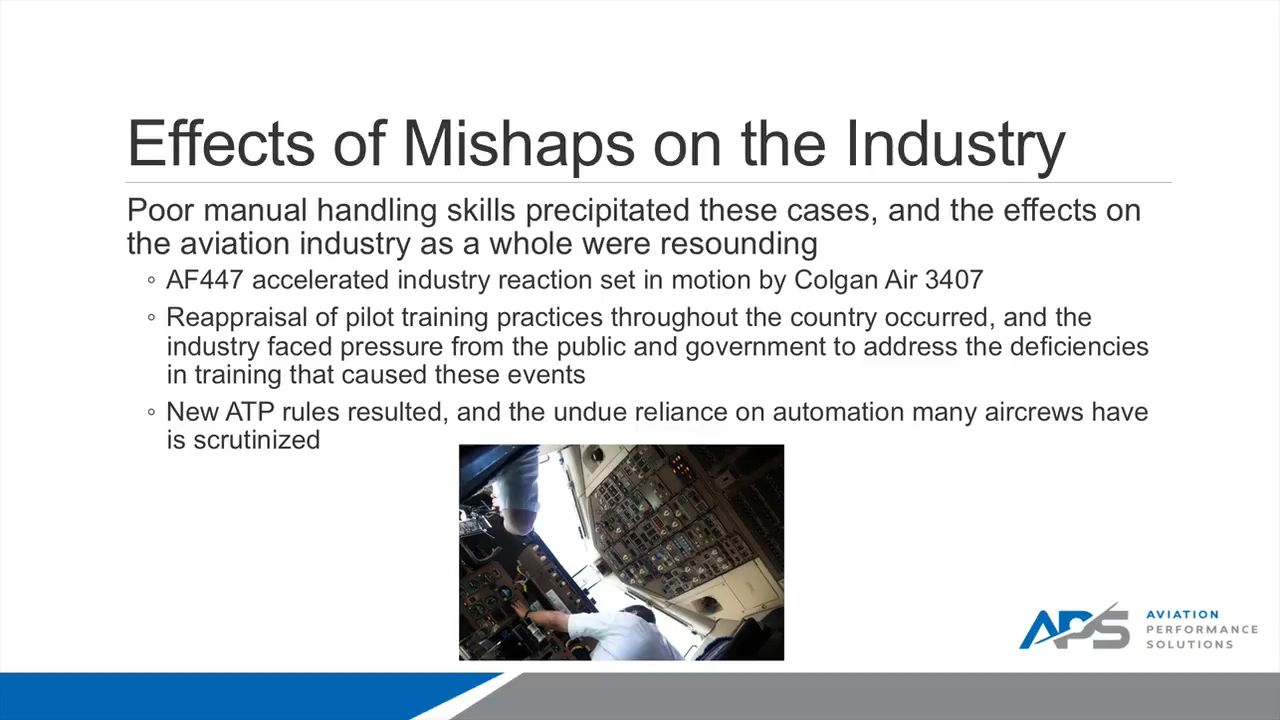 Effects of Mishaps on the Industry
Poor manual handling skills precipitated these cases, and the effects on
the aviation industry as a whole were resounding
◦ AF447 accelerated industry reaction set in motion by Colgan Air 3407
◦ Reappraisal of pilot training practices throughout the country occurred, and the
industry faced pressure from the public and government to address the deficiencies
in training that caused these events
◦ New ATP rules resulted, and the undue reliance on automation many aircrews have
is scrutinized
APS
AVIATION
PERFORMANCE
SOLUTIONS